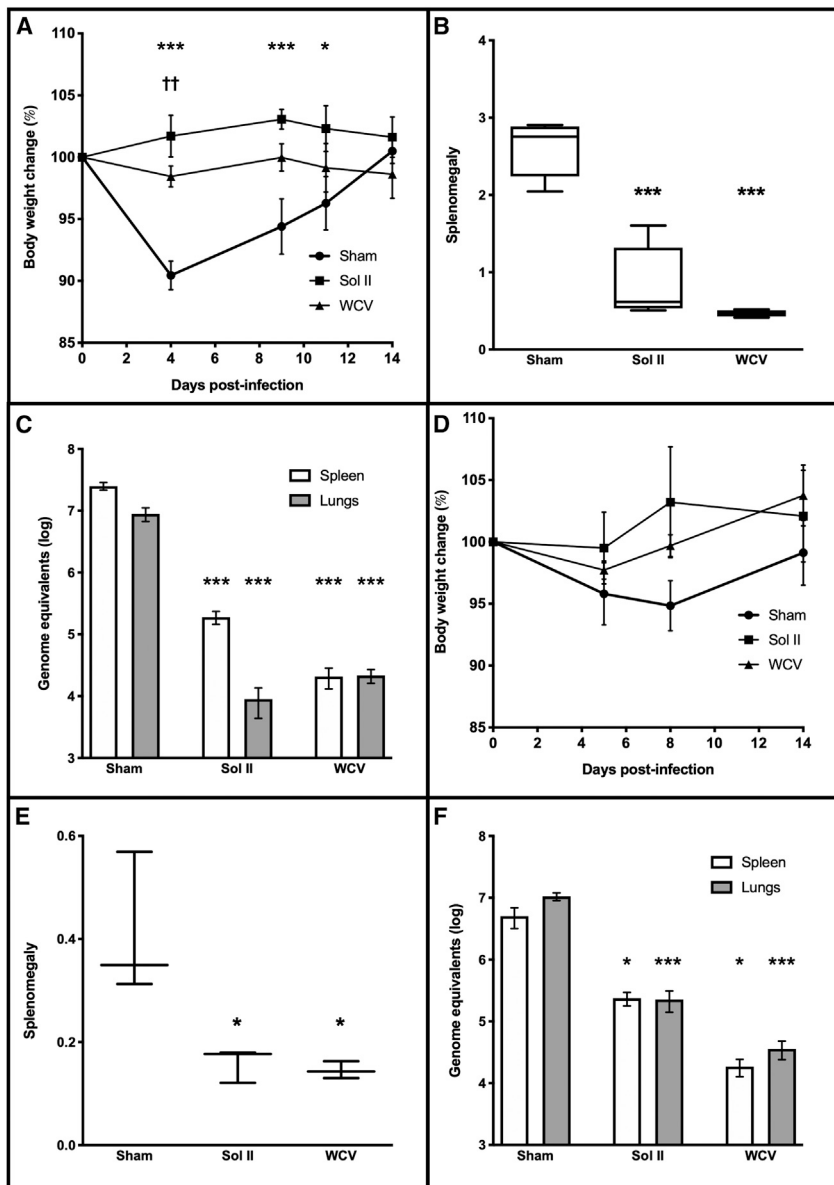 A
Body weight change (%)
110
105
100
95
90
85
*** *** *
††
Sham
Sol II
WCV
0 2 4 6 8 10 12 14
Days post-infection
B
Splenomegaly
4
3
2
1
0
*** ***
Sham Sol II WCV
C
Genome equivalents (log)
8
7
6
5
4
3
Spleen
Lungs
*** *** *** ***
Sham Sol II WCV
D
Body weight change (%)
110
105
100
95
90
85
Sham
Sol II
WCV
0 2 4 6 8 10 12 14
Days post-infection
E
Splenomegaly
0.6
0.4
0.2
0.0
* *
Sham Sol II WCV
F
Genome equivalents (log)
8
7
6
5
4
3
Spleen
Lungs
* *** * ***
Sham Sol II WCV